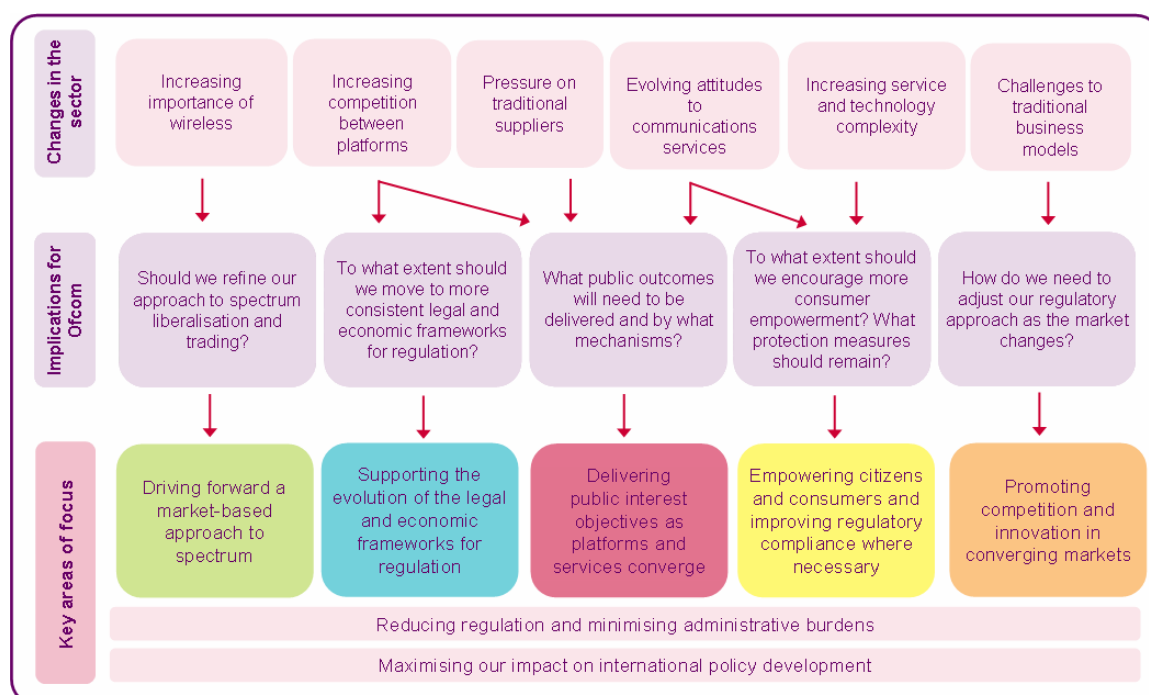 Changes in the
sector
Increasing
importance of
wireless
Increasing
competition
between
platforms
Pressure on
traditional
suppliers
Evolving attitudes
to
communications
services
Increasing service
and technology
complexity
Challenges to
traditional
business
models
Implications for
Ofcom
Should we refine our
approach to spectrum
liberalisation and
trading?
To what extent should
we move to more
consistent legal and
economic frameworks
for regulation?
What public outcomes
will need to be
delivered and by what
mechanisms?
To what extent should
we encourage more
consumer
empowerment? What
protection measures
should remain?
How do we need to
adjust our regulatory
approach as the market
changes?
Key areas of focus
Driving forward a
market-based
approach to
spectrum
Supporting the
evolution of the legal
and economic
frameworks for
regulation
Delivering
public interest
objectives as
platforms and
services converge
Empowering citizens
and consumers and
improving regulatory
compliance where
necessary
Promoting
competition and
innovation in
converging markets
Reducing regulation and minimising administrative burdens
Maximising our impact on international policy development